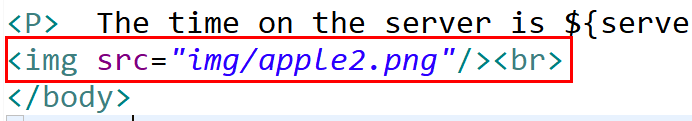 <P>  The time on the server is ${serve
<img src="img/apple2.png"/><br>
</body>